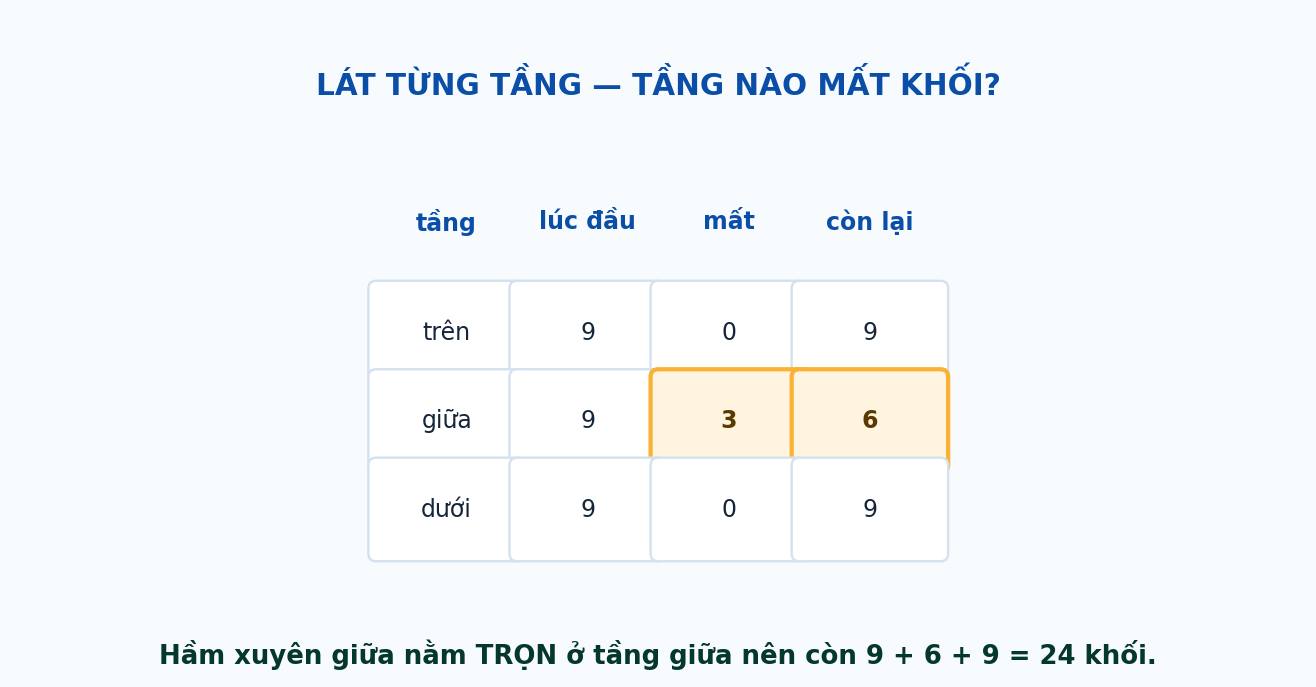 LÁT TỪNG TẦNG — TẦNG NÀO MẤT KHỐI?
tầng lúc đầu mất còn lại
trên 9 0 9
giữa 9 3 6
dưới 9 0 9
Hầm xuyên giữa nằm TRỌN ở tầng giữa nên còn 9 + 6 + 9 = 24 khối.